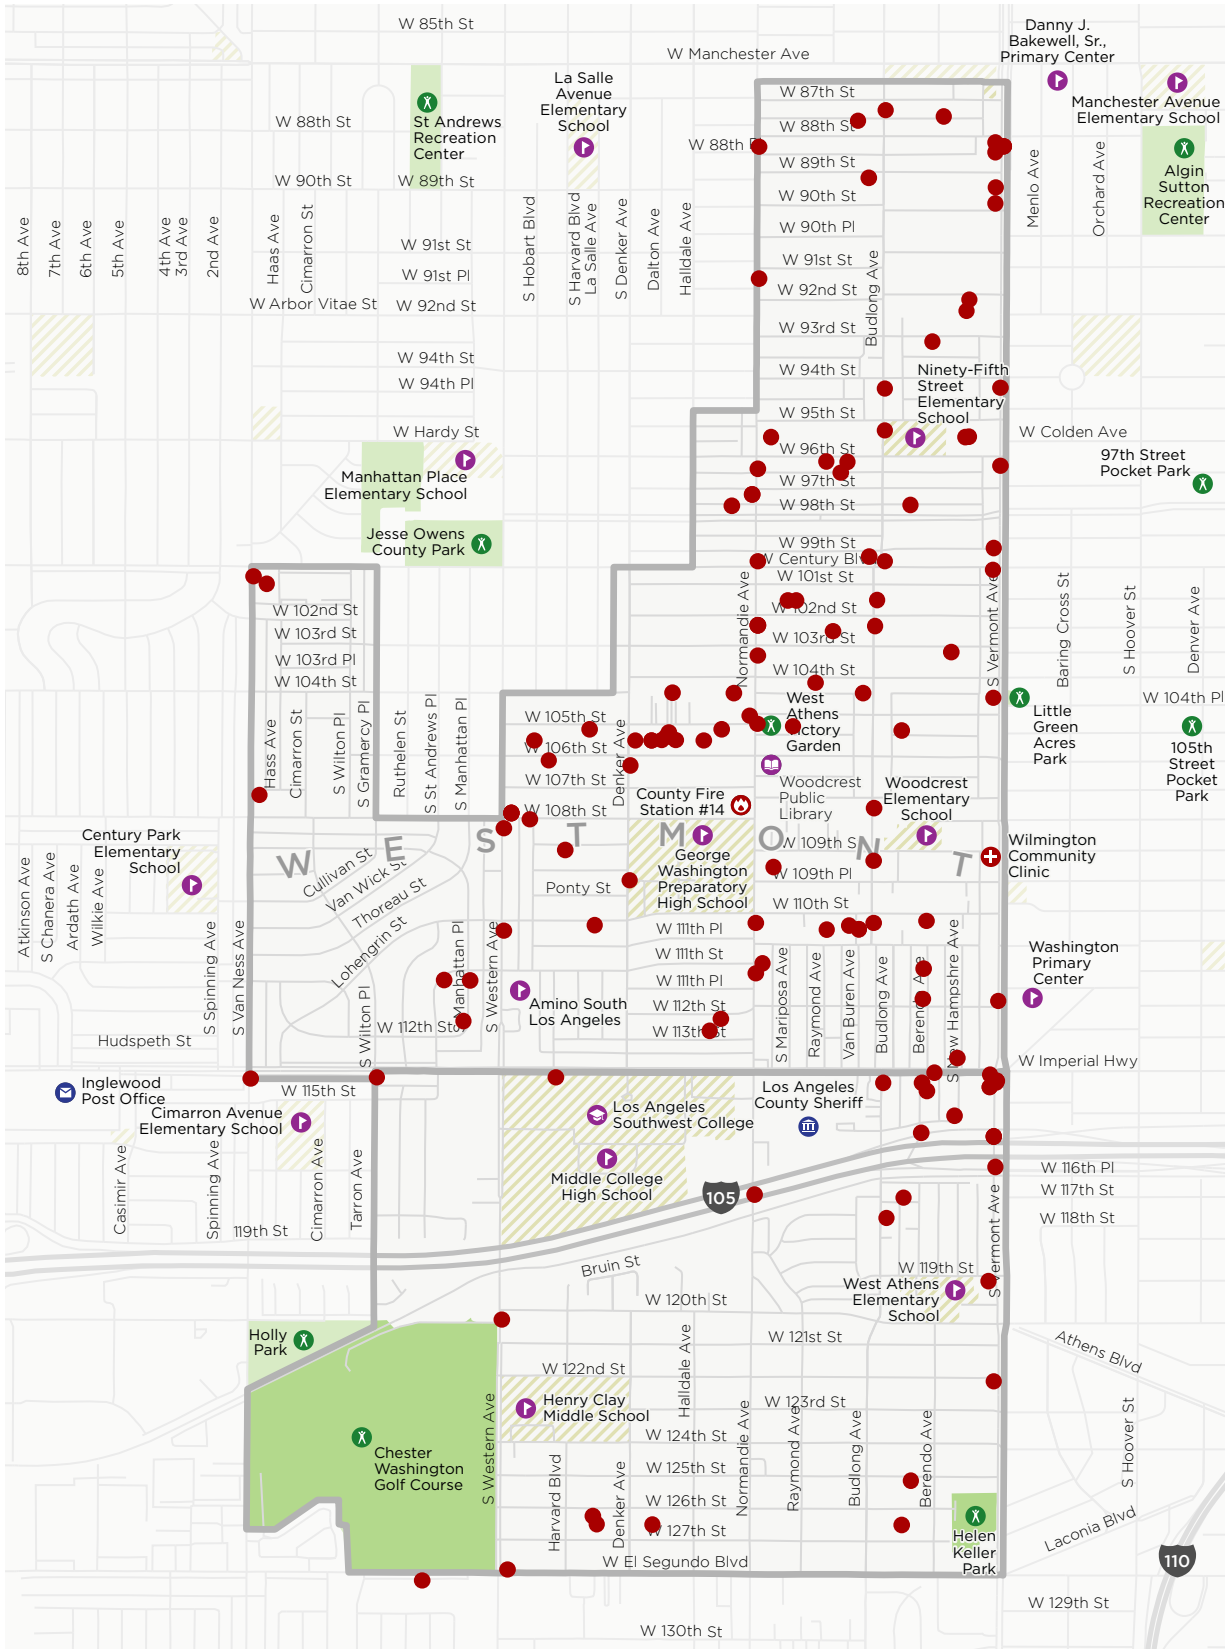 W 85th St
W Manchester Ave
Danny J.
Bakewell, Sr.,
Primary Center
La Salle
Avenue
Elementary
School
W 87th St
Manchester Avenue
Elementary School
W 88th St
St Andrews
Recreation
Center
W 88th St
W 88th
W 89th St
W 90th St
W 89th St
W 90th St
Algin
Sutton
Recreation
Center
Menlo Ave
Orchard Ave
8th Ave
7th Ave
6th Ave
5th Ave
4th Ave
3rd Ave
2nd Ave
Haas Ave
Cimarron St
S Hobart Blvd
S Harvard Blvd
La Salle Ave
S Denker Ave
Dalton Ave
Halldale Ave
W 90th Pl
W 91st St
W 91st St
W 91st Pl
Budlong Ave
W 92nd St
W Arbor Vitae St
W 92nd St
W 93rd St
W 94th St
W 94th Pl
W 94th St
Ninety-Fifth
Street
Elementary
School
W 95th St
W Hardy St
W Colden Ave
W 96th St
97th Street
Pocket Park
Manhattan Place
Elementary School
W 97th St
W 98th St
Jesse Owens
County Park
W 99th St
W Century Blvd
W 101st St
W 102nd St
W 102nd St
W 103rd St
W 103rd St
W 103rd Pl
W 104th St
W 104th St
Normandie Ave
S Vermont Ave
Baring Cross St
S Hoover St
Denver Ave
W 104th Pl
Hass Ave
Cimarron St
S Wilton Pl
S Gramercy Pl
Ruthelen St
S St Andrews Pl
S Manhattan Pl
W 105th St
W 106th St
W 107th St
W 108th St
Denker Ave
West
Athens
Victory
Garden
Little
Green
Acres
Park
105th
Street
Pocket
Park
Woodcrest
Public
Library
Woodcrest
Elementary
School
County Fire
Station #14
WESTMONT
Century Park
Elementary
School
Cullivan St
Van Wick St
Thoreau St
Lohengrin St
George
Washington
Preparatory
High School
W 109th St
W 109th Pl
Wilmington
Community
Clinic
Ponty St
W 110th St
Atkinson Ave
S Chanera Ave
Ardath Ave
Wilkie Ave
S Spinning Ave
S Van Ness Ave
S Wilton Pl
S Manhattan Pl
S Western Ave
W 111th Pl
W 111th St
W 111th Pl
W 112th St
W 113th St
S Mariposa Ave
Raymond Ave
Van Buren Ave
Budlong Ave
Berendo Ave
S New Hampshre Ave
Washington
Primary
Center
Amino South
Los Angeles
W 112th St
Hudspeth St
W Imperial Hwy
Inglewood
Post Office
W 115th St
Cimarron Avenue
Elementary School
Los Angeles
Southwest College
Los Angeles
County Sheriff
Middle College
High School
105
Casimir Ave
Spinning Ave
Cimarron Ave
Tarron Ave
W 116th Pl
W 117th St
W 118th St
119th St
Bruin St
S Vermont Ave
W 119th St
West Athens
Elementary
School
W 120th St
Holly
Park
W 121st St
Athens Blvd
W 122nd St
Halldale Ave
Henry Clay
Middle School
W 123rd St
W 124th St
Chester
Washington
Golf Course
S Western Ave
Harvard Blvd
Denker Ave
Normandie Ave
Raymond Ave
Budlong Ave
Berendo Ave
S Hoover St
W 125th St
W 126th St
W 127th St
Helen
Keller
Park
Laconia Blvd
W El Segundo Blvd
110
W 129th St
W 130th St